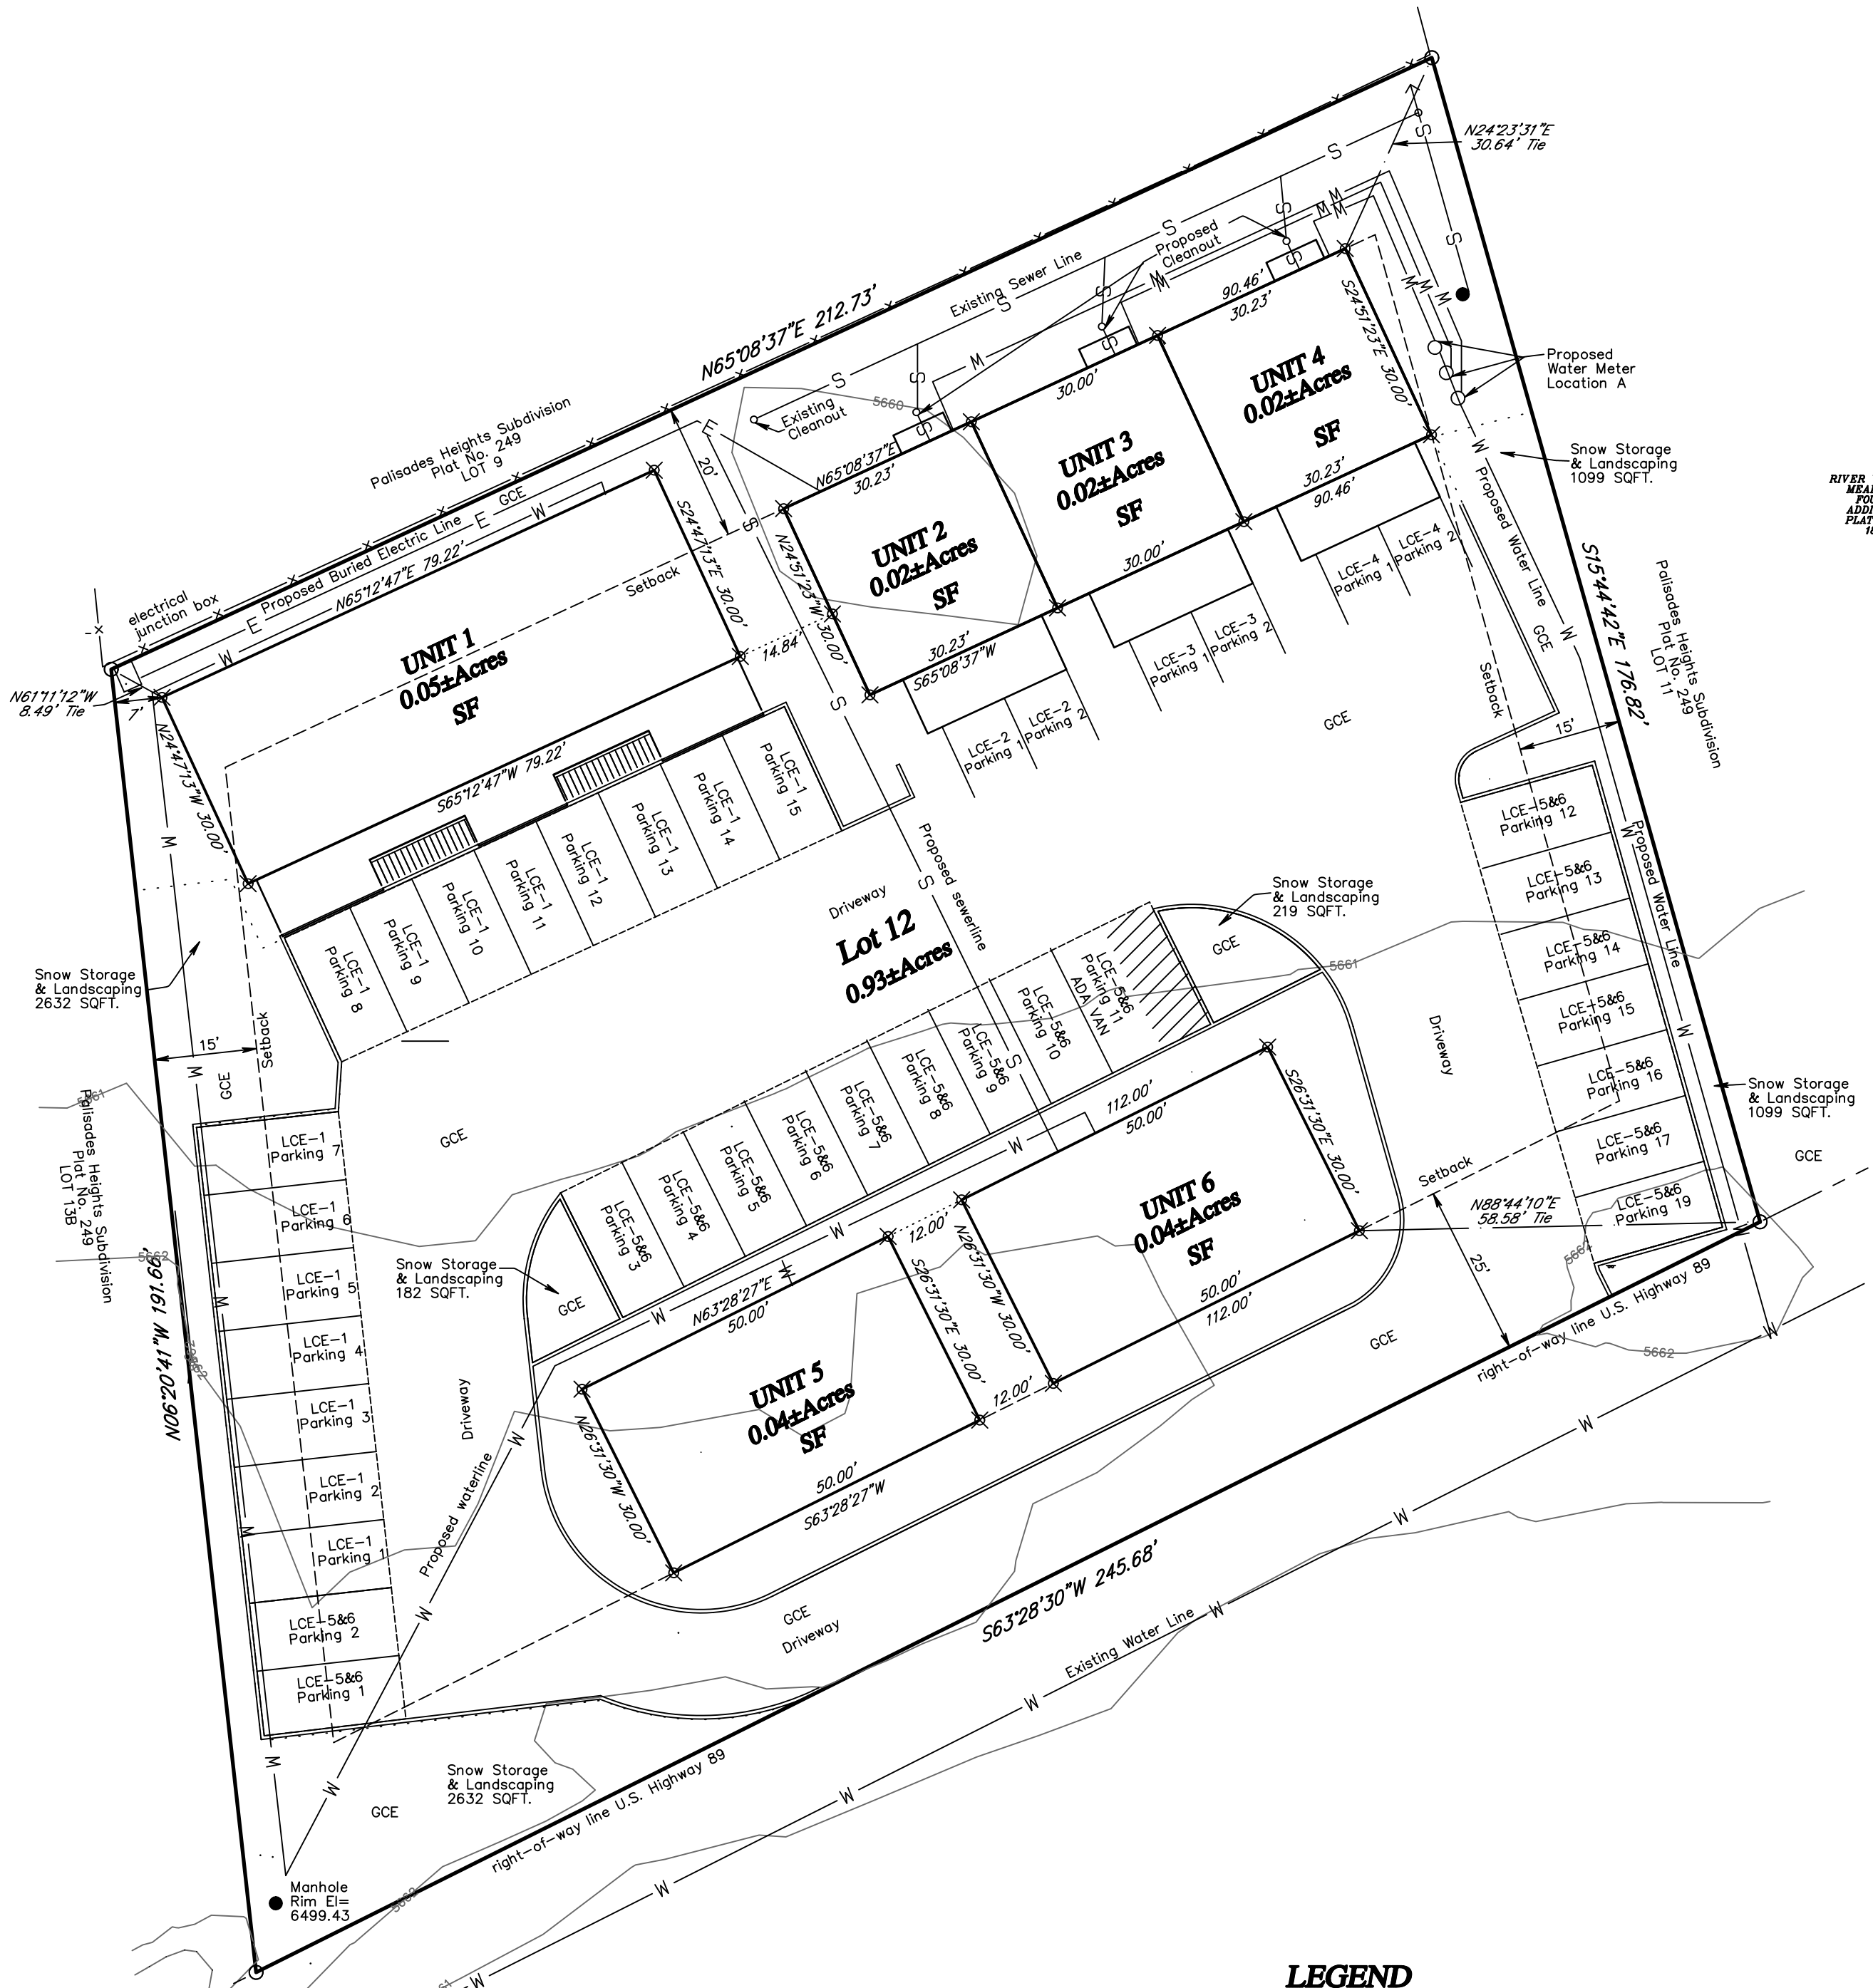 N24°23'31"E
30.64' Tie
Proposed
Cleanout
Existing Sewer Line
N65°08'37"E 212.73'
90.46'
30.23'
S24°51'23"E 30.00'
Proposed
Water Meter
Location A
UNIT 4
0.02±Acres
SF
Existing
Cleanout
5660
30.00'
Palisades Heights Subdivision
Plat No. 249
LOT 9
20'
N65°08'37"E
30.23'
UNIT 3
0.02±Acres
SF
Snow Storage
& Landscaping
1099 SQFT.
30.23'
90.46'
GCE
Proposed Buried Electric Line
N65°12'47"E 79.22'
S24°47'13"E 30.00'
UNIT 2
0.02±Acres
SF
N24°51'23"W 30.00'
30.00'
LCE-4
Parking 1
LCE-4
Parking 2
Proposed Water Line
RIVER
S15°44'42"E 176.82'
Palisades Heights Subdivision
Plat No. 249
LOT 11
electrical
junction box
Setback
14.84'
30.23'
S65°08'37"W
LCE-3
Parking 1
LCE-3
Parking 2
GCE
UNIT 1
0.05±Acres
SF
N61°11'12"W
8.49' Tie
7'
N24°47'13"W 30.00'
LCE-2
Parking 1
LCE-2
Parking 2
GCE
Setback
15'
S65°12'47"W 79.22'
LCE-1
Parking 15
LCE-1
Parking 14
LCE-1
Parking 13
LCE-1
Parking 12
LCE-1
Parking 11
LCE-1
Parking 10
LCE-1
Parking 9
LCE-1
Parking 8
Proposed sewerline
LCE-5&6
Parking 12
LCE-5&6
Parking 13
LCE-5&6
Parking 14
LCE-5&6
Parking 15
LCE-5&6
Parking 16
LCE-5&6
Parking 17
LCE-5&6
Parking 19
Proposed Water Line
Driveway
Lot 12
0.93±Acres
Snow Storage
& Landscaping
219 SQFT.
GCE
5661
Snow Storage
& Landscaping
2632 SQFT.
15'
Setback
GCE
LCE-5&6
Parking 11
ADA VAN
LCE-5&6
Parking 10
LCE-5&6
Parking 9
LCE-5&6
Parking 8
LCE-5&6
Parking 7
LCE-5&6
Parking 6
LCE-5&6
Parking 5
LCE-5&6
Parking 4
LCE-5&6
Parking 3
Driveway
Snow Storage
& Landscaping
1099 SQFT.
GCE
5661
Palisades Heights Subdivision
Plat No. 249
LOT 13B
GCE
LCE-1
Parking 7
LCE-1
Parking 6
LCE-1
Parking 5
LCE-1
Parking 4
LCE-1
Parking 3
LCE-1
Parking 2
LCE-1
Parking 1
LCE-5&6
Parking 2
LCE-5&6
Parking 1
112.00'
50.00'
S26°31'30"E 30.00'
UNIT 6
0.04±Acres
SF
Setback
N88°44'10"E
58.58' Tie
25'
5662
12.00'
N26°31'30"W 30.00'
50.00'
112.00'
5662
N06°20'41"W 191.99'
5662
Snow Storage
& Landscaping
182 SQFT.
GCE
N63°28'27"E
50.00'
S26°31'30"E 30.00'
UNIT 5
0.04±Acres
SF
12.00'
GCE
right-of-way line U.S. Highway 89
5662
Driveway
N26°31'30"W 30.00'
50.00'
S63°28'27"W
Proposed waterline
GCE
Driveway
S63°28'30"W 245.68'
Existing Water Line
Snow Storage
& Landscaping
2632 SQFT.
GCE
right-of-way line U.S. Highway 89
Manhole
Rim El=
6499.43
5662
LEGEND